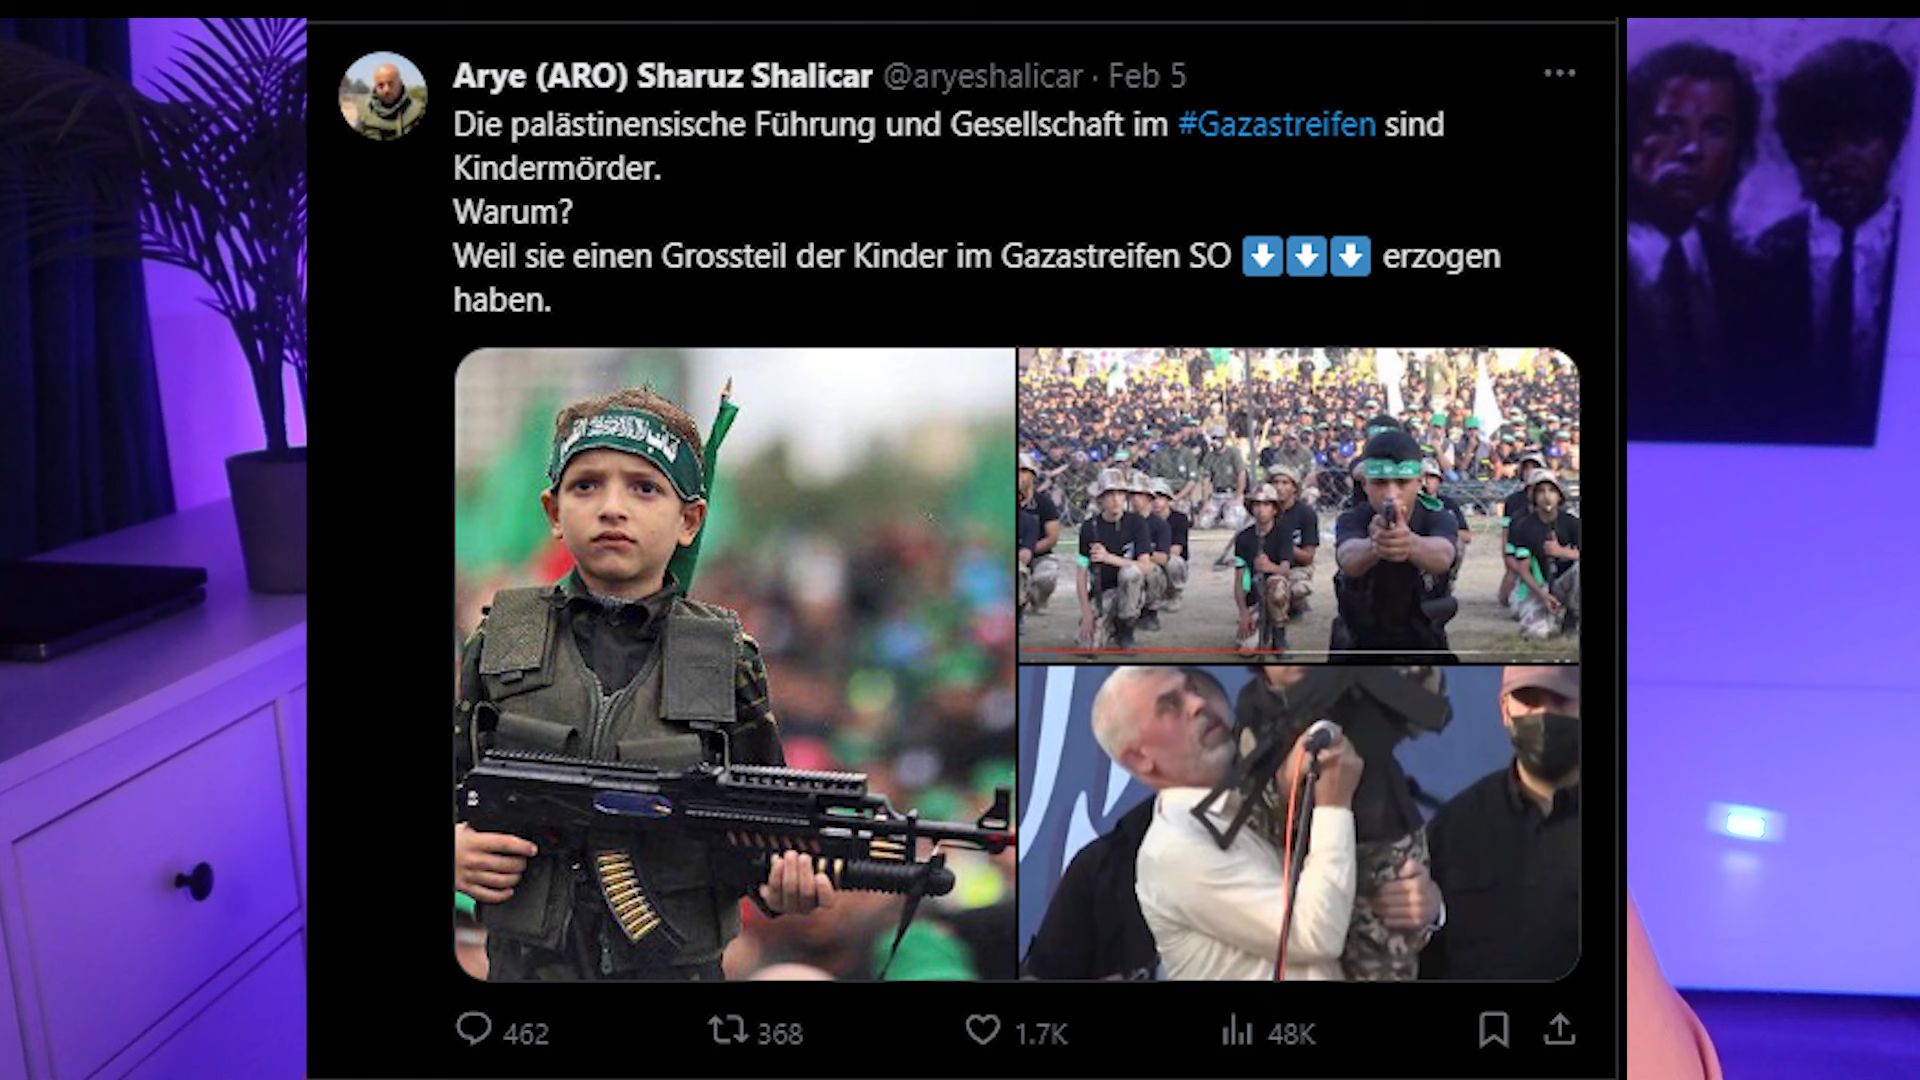 Arye (ARO) Sharuz Shalicar @aryeshalicar · Feb 5
Die palästinensische Führung und Gesellschaft im #Gazastreifen sind
Kindermörder.
Warum?
Weil sie einen Grossteil der Kinder im Gazastreifen SO ⬇️⬇️⬇️ erzogen
haben.
462 368 1.7K 48K